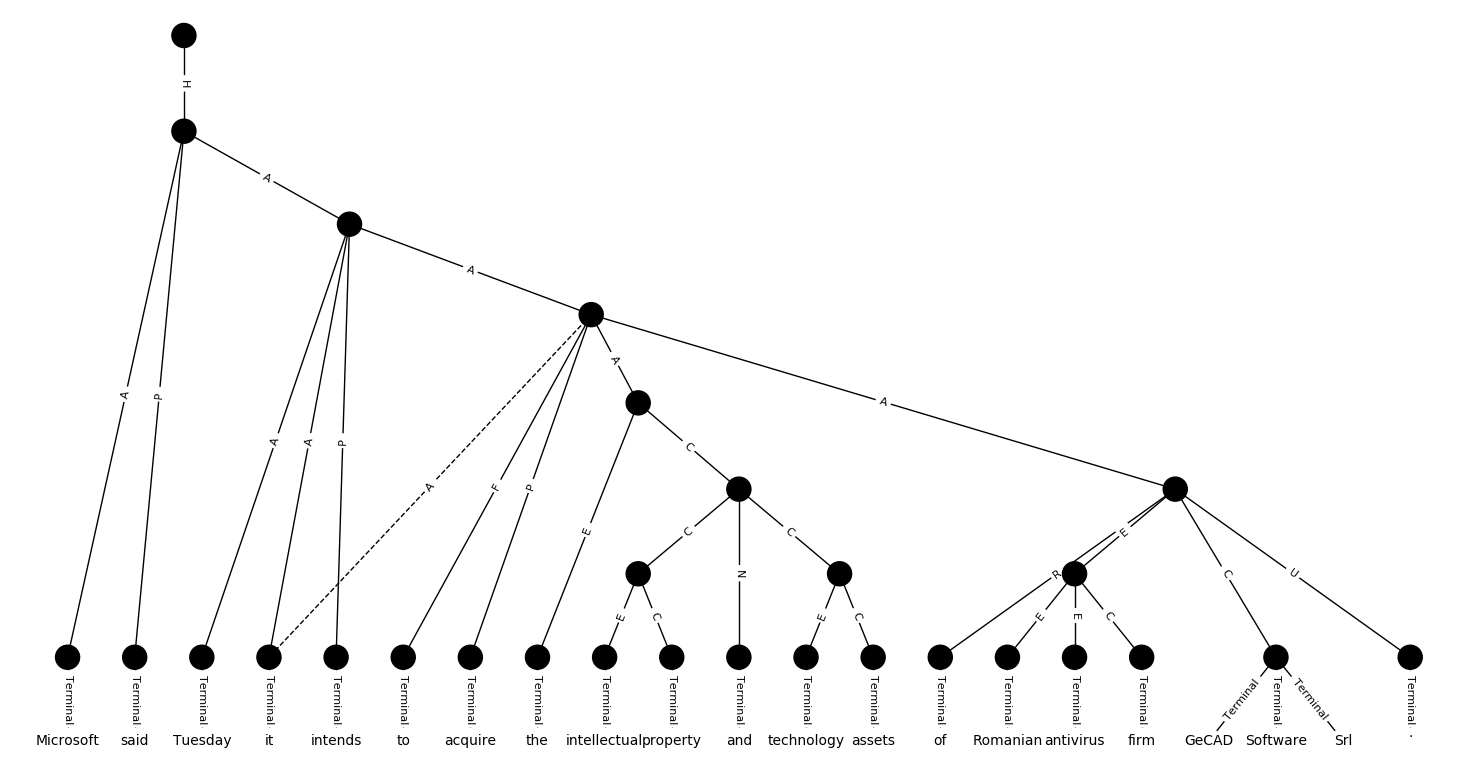 H
A
A
A
P
A
A
A
P
A
F
P
A
C
E
C
N
C
E
C
E
C
R
E
C
U
E
E
C
Terminal Terminal Terminal Terminal Terminal Terminal Terminal Terminal Terminal Terminal Terminal Terminal Terminal Terminal Terminal Terminal Terminal Terminal Terminal Terminal Terminal
Microsoft said Tuesday it intends to acquire the intellectual property and technology assets of Romanian antivirus firm GeCAD Software Srl .